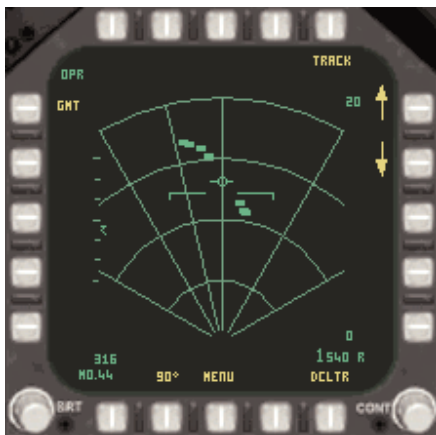 TRACK
OPR
20
GMT
0
316
1540 R
M0.44
90°
MENU
DCLTR
BRT
CONT